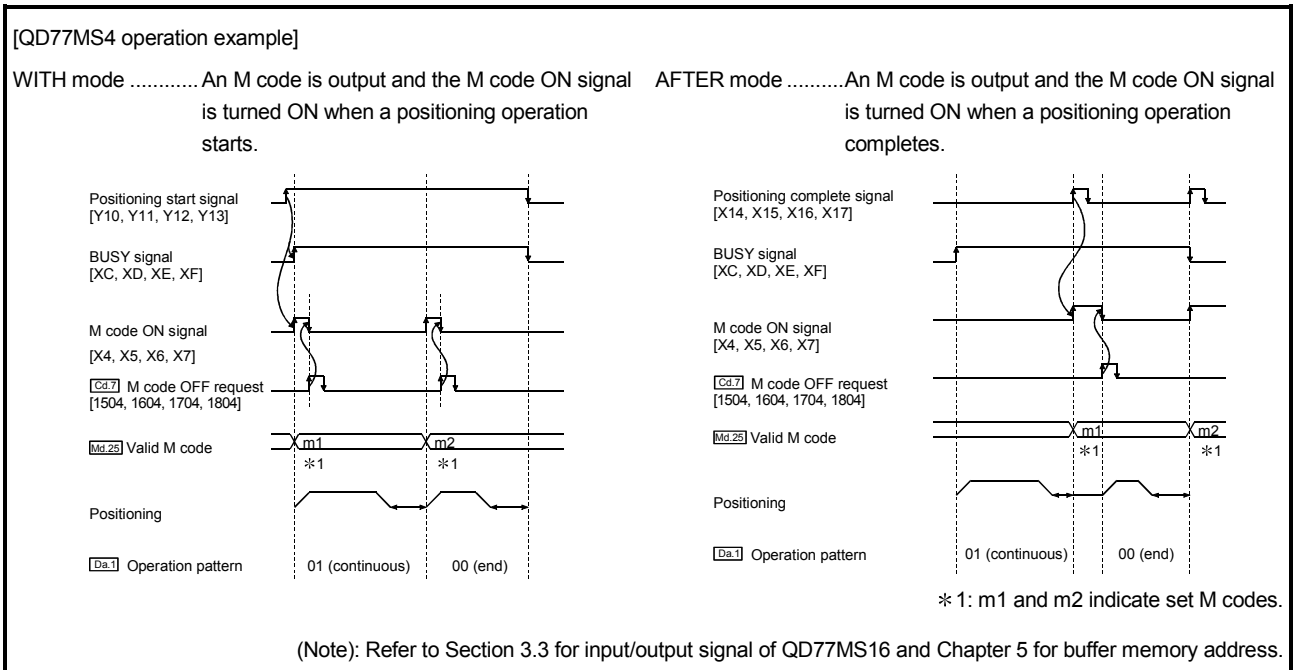 [QD77MS4 operation example]
WITH mode ............ An M code is output and the M code ON signal
is turned ON when a positioning operation
starts.
Positioning start signal
[Y10, Y11, Y12, Y13]
BUSY signal
[XC, XD, XE, XF]
M code ON signal
[X4, X5, X6, X7]
Cd.7 M code OFF request
[1504, 1604, 1704, 1804]
Md.25 Valid M code
m1
m2
*1
*1
Positioning
Da.1 Operation pattern
01 (continuous)
00 (end)
AFTER mode ..........An M code is output and the M code ON signal
is turned ON when a positioning operation
completes.
Positioning complete signal
[X14, X15, X16, X17]
BUSY signal
[XC, XD, XE, XF]
M code ON signal
[X4, X5, X6, X7]
Cd.7 M code OFF request
[1504, 1604, 1704, 1804]
Md.25 Valid M code
m1
m2
*1
*1
Positioning
Da.1 Operation pattern
01 (continuous)
00 (end)
*1: m1 and m2 indicate set M codes.
(Note): Refer to Section 3.3 for input/output signal of QD77MS16 and Chapter 5 for buffer memory address.